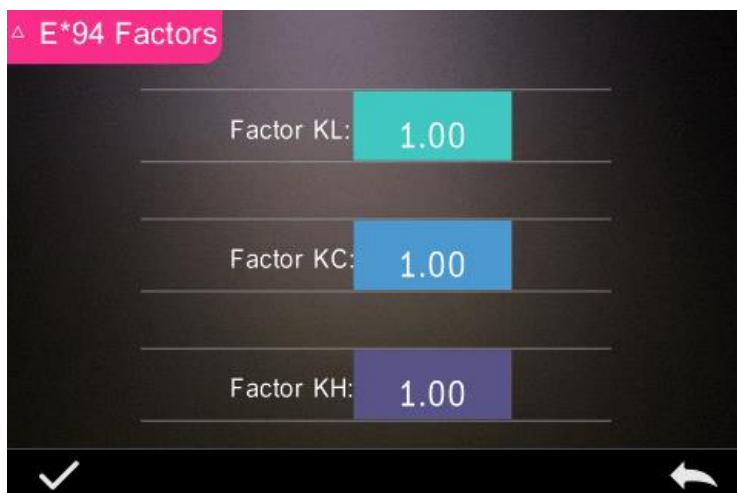 △ E*94 Factors
Factor KL: 1.00
Factor KC: 1.00
Factor KH: 1.00